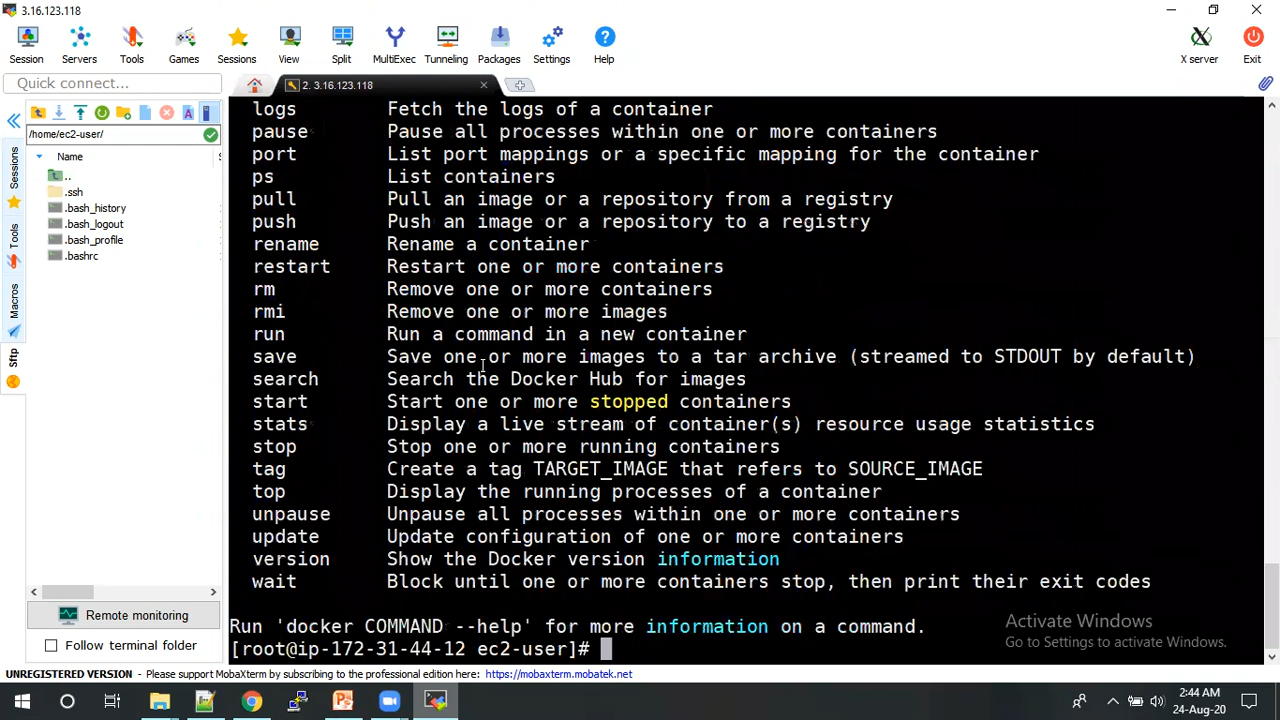 3.16.123.118
Session Servers Tools Games Sessions View Split MultiExec Tunneling Packages Settings Help X server Exit
Quick connect...
2. 3.16.123.118
/home/ec2-user/
Name
..
.ssh
.bash_history
.bash_logout
.bash_profile
.bashrc
Sessions
Tools
Macros
Sftp
Remote monitoring
Follow terminal folder
logs Fetch the logs of a container
pause Pause all processes within one or more containers
port List port mappings or a specific mapping for the container
ps List containers
pull Pull an image or a repository from a registry
push Push an image or a repository to a registry
rename Rename a container
restart Restart one or more containers
rm Remove one or more containers
rmi Remove one or more images
run Run a command in a new container
save Save one or more images to a tar archive (streamed to STDOUT by default)
search Search the Docker Hub for images
start Start one or more stopped containers
stats Display a live stream of container(s) resource usage statistics
stop Stop one or more running containers
tag Create a tag TARGET_IMAGE that refers to SOURCE_IMAGE
top Display the running processes of a container
unpause Unpause all processes within one or more containers
update Update configuration of one or more containers
version Show the Docker version information
wait Block until one or more containers stop, then print their exit codes
Run 'docker COMMAND --help' for more information on a command.
[root@ip-172-31-44-12 ec2-user]#
Activate Windows
Go to Settings to activate Windows.
UNREGISTERED VERSION - Please support MobaXterm by subscribing to the professional edition here: https://mobaxterm.mobatek.net
2:44 AM
24-Aug-20